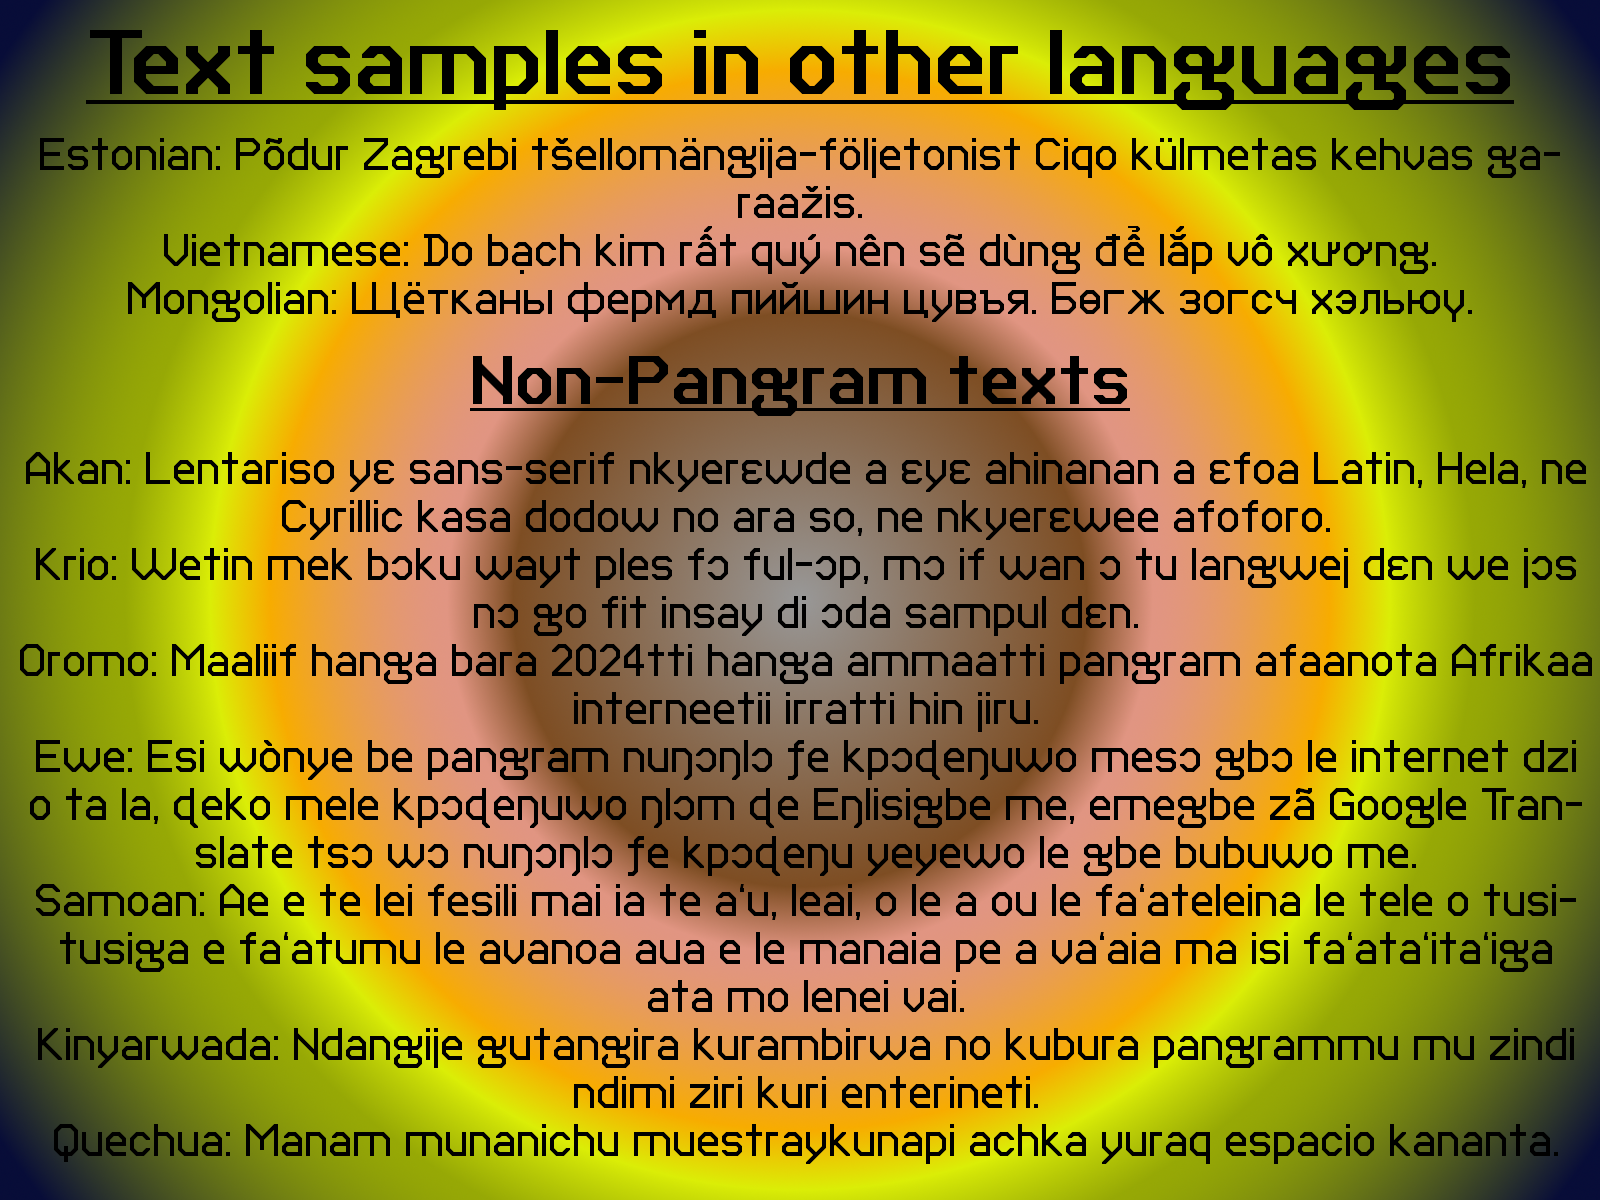 Text samples in other languages
Estonian: Põdur Zagrebi tšellomängija-följetonist Ciqo külmetas kehvas ga-
raažis.
Vietnamese: Do bạch kim rất quý nên sẽ dùng để lắp vô xương.
Mongolian: Щётканы фермд пийшин цувъя. Бөгж зогсч хэльюү.
Non-Pangram texts
Akan: Lentariso yɛ sans-serif nkyerɛwde a ɛyɛ ahinanan a ɛfoa Latin, Hela, ne
Cyrillic kasa dodow no ara so, ne nkyerɛwee afoforo.
Krio: Wetin mek bɔku wayt ples fɔ ful-ɔp, mɔ if wan ɔ tu langwej dɛn we jɔs
nɔ go fit insay di ɔda sampul dɛn.
Oromo: Maaliif hanga bara 2024tti hanga ammaatti pangram afaanota Afrikaa
interneetii irratti hin jiru.
Ewe: Esi wònye be pangram nuŋɔŋlɔ ƒe kpɔɖeŋuwo mesɔ gbɔ le internet dzi
o ta la, ɖeko mele kpɔɖeŋuwo ŋlɔm ɖe Eŋlisigbe me, emegbe zã Google Tran-
slate tsɔ wɔ nuŋɔŋlɔ ƒe kpɔɖeŋu yeyewo le gbe bubuwo me.
Samoan: Ae e te lei fesili mai ia te a‘u, leai, o le a ou le fa‘ateleina le tele o tusi-
tusiga e fa‘atumu le avanoa aua e le manaia pe a va‘aia ma isi fa‘ata‘ita‘iga
ata mo lenei vai.
Kinyarwada: Ndangije gutangira kurambirwa no kubura pangrammu mu zindi
ndimi ziri kuri enterineti.
Quechua: Manam munanichu muestraykunapi achka yuraq espacio kananta.